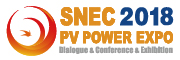 SNEC 2018
PV POWER EXPO
Dialogue & Conference & Exhibition